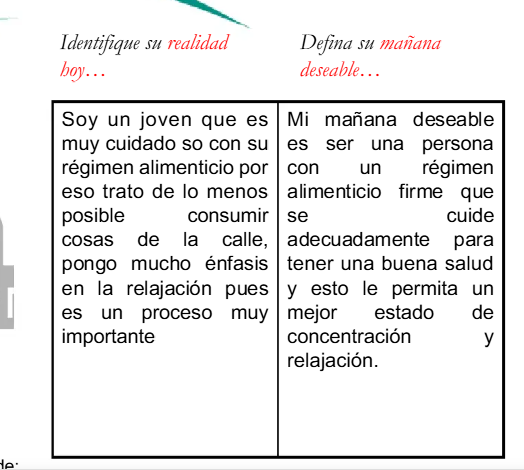 Identifique su realidad
hoy…
Defina su mañana
deseable…
Soy un joven que es
muy cuidado so con su
régimen alimenticio por
eso trato de lo menos
posible consumir
cosas de la calle,
pongo mucho énfasis
en la relajación pues
es un proceso muy
importante
Mi mañana deseable
es ser una persona
con un régimen
alimenticio firme que
se cuide
adecuadamente para
tener una buena salud
y esto le permita un
mejor estado de
concentración y
relajación.